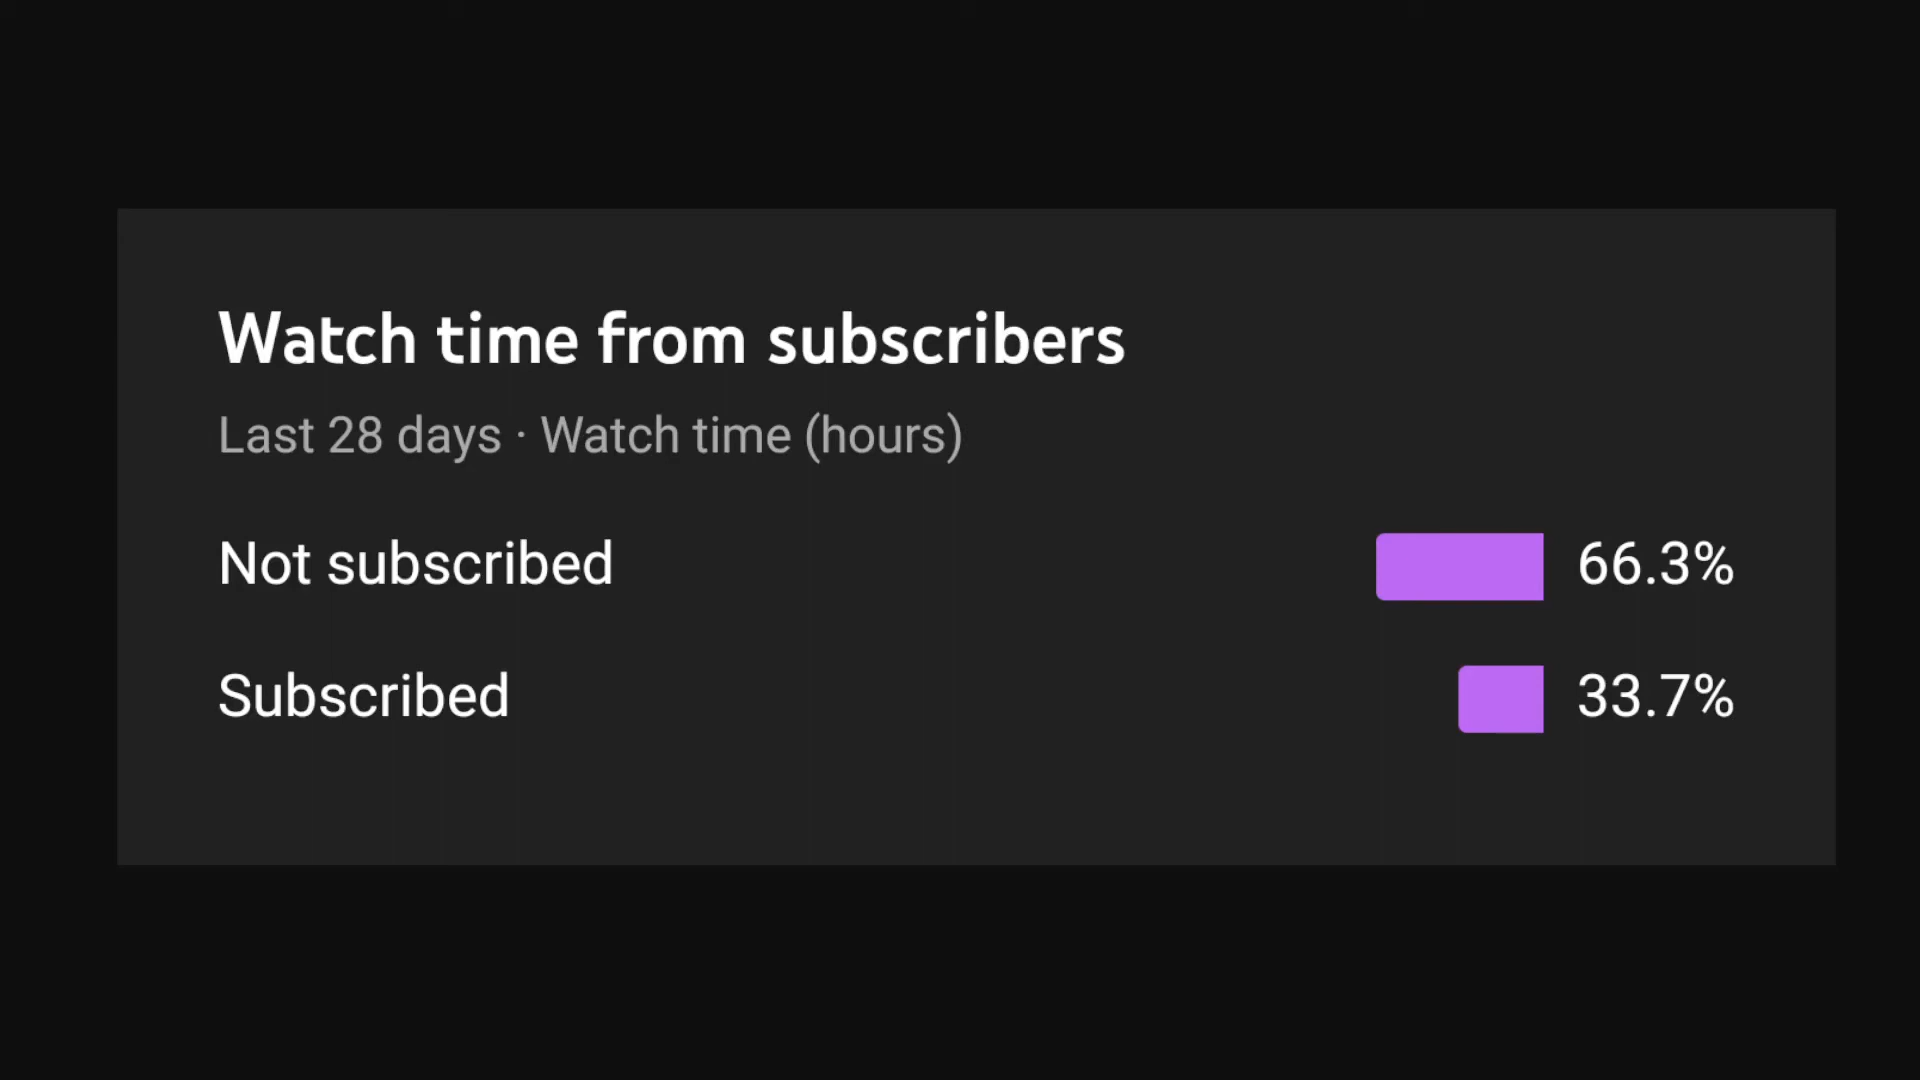 Watch time from subscribers
Last 28 days · Watch time (hours)
Not subscribed 66.3%
Subscribed 33.7%